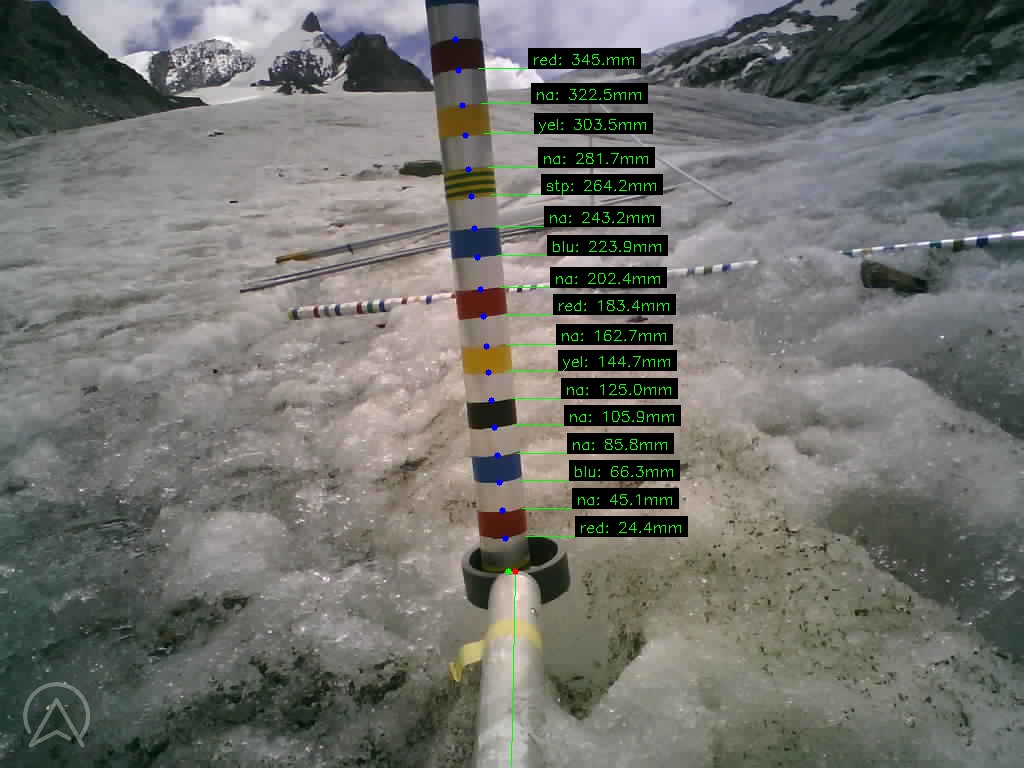 red: 345.mm
na: 322.5mm
yel: 303.5mm
na: 281.7mm
stp: 264.2mm
na: 243.2mm
blu: 223.9mm
na: 202.4mm
red: 183.4mm
na: 162.7mm
yel: 144.7mm
na: 125.0mm
na: 105.9mm
na: 85.8mm
blu: 66.3mm
na: 45.1mm
red: 24.4mm